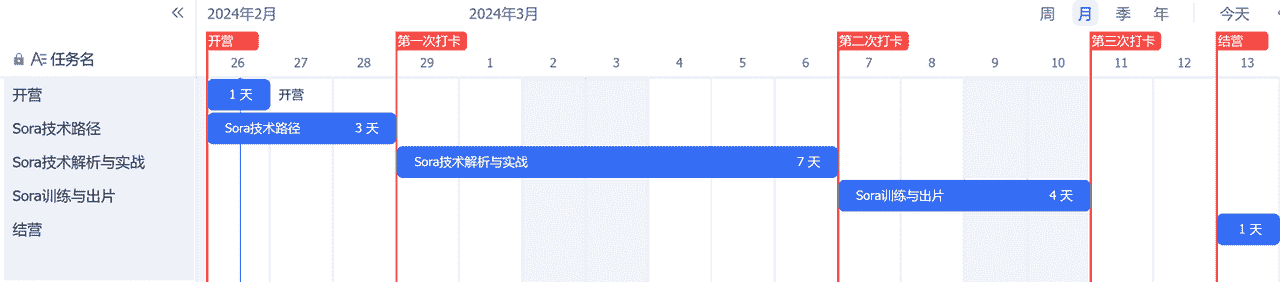 2024年2月 2024年3月 周 月 季 年 今天
开营 第一次打卡 第二次打卡 第三次打卡 结营
任务名 26 27 28 29 1 2 3 4 5 6 7 8 9 10 11 12 13
开营 1 天 开营
Sora技术路径 Sora技术路径 3 天
Sora技术解析与实战 Sora技术解析与实战 7 天
Sora训练与出片 Sora训练与出片 4 天
结营 1 天